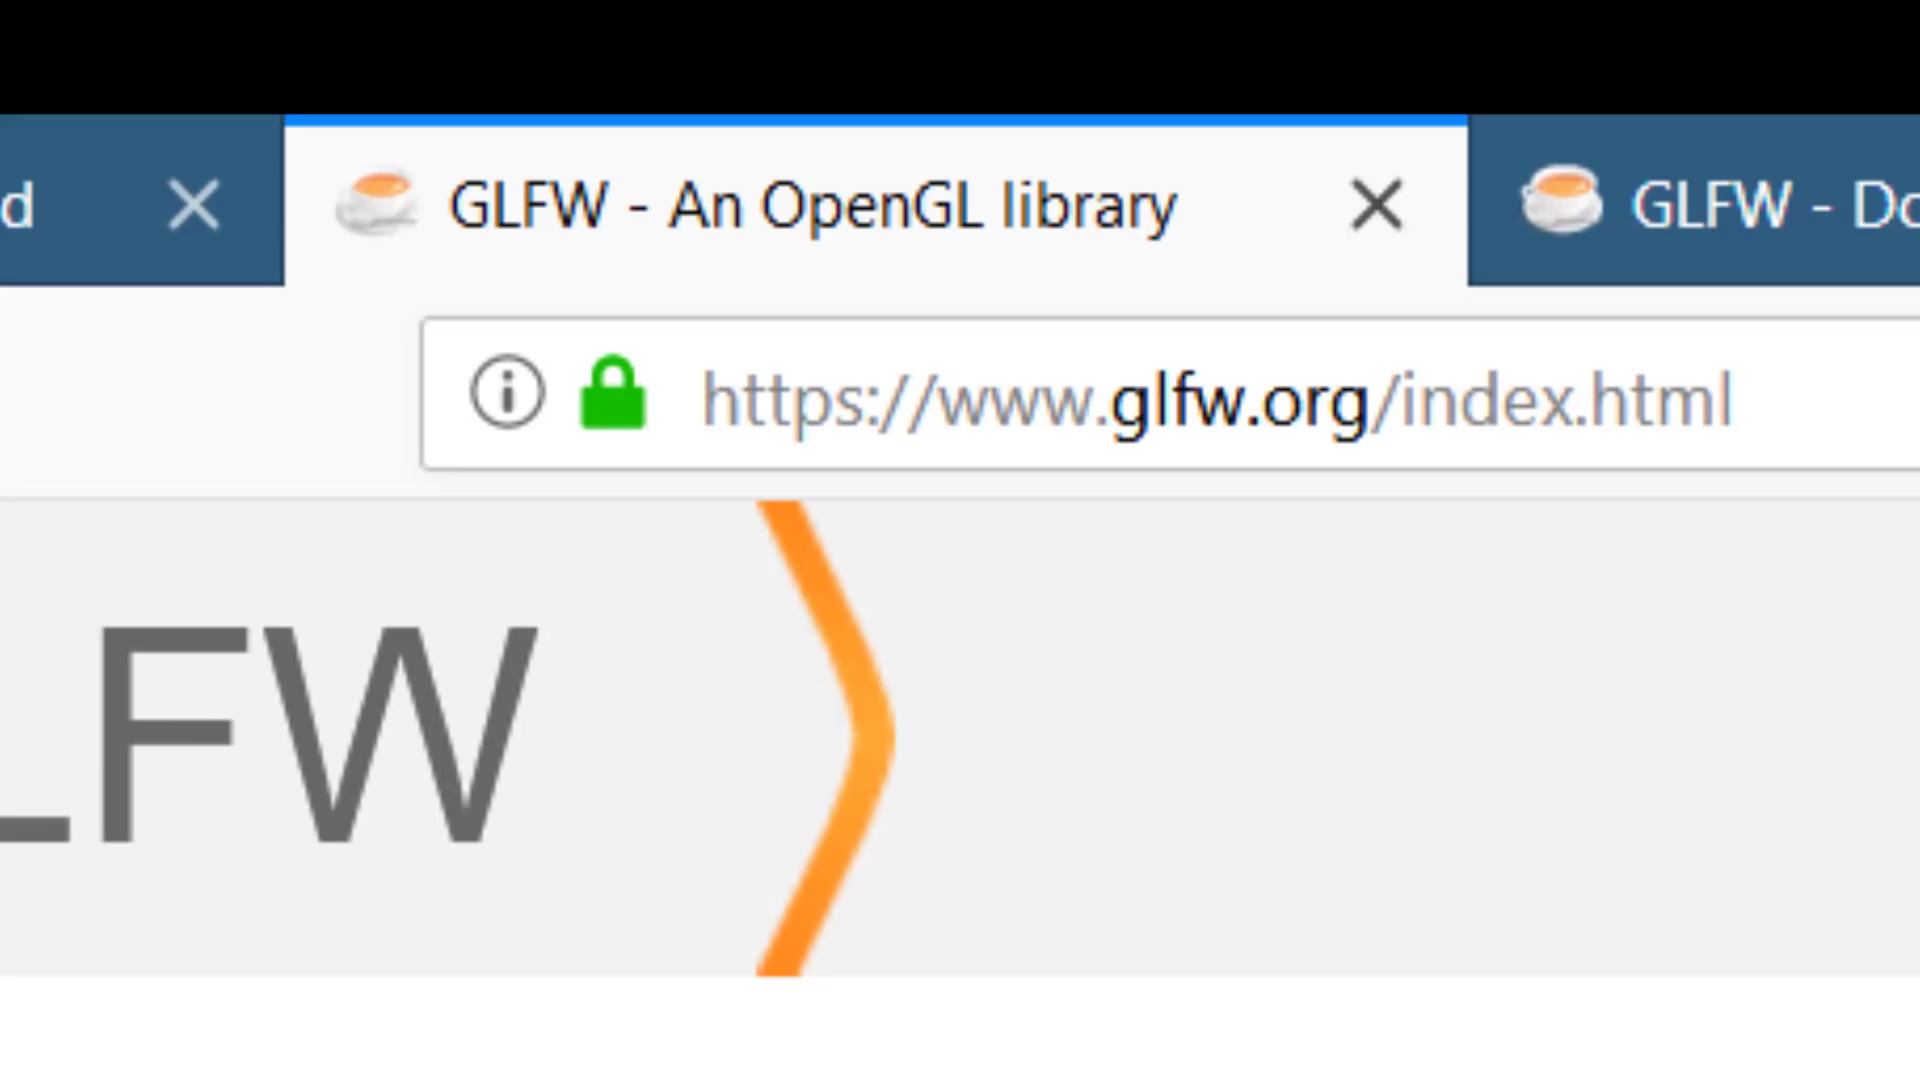 d
GLFW - An OpenGL library
GLFW - Do
https://www.glfw.org/index.html
LFW